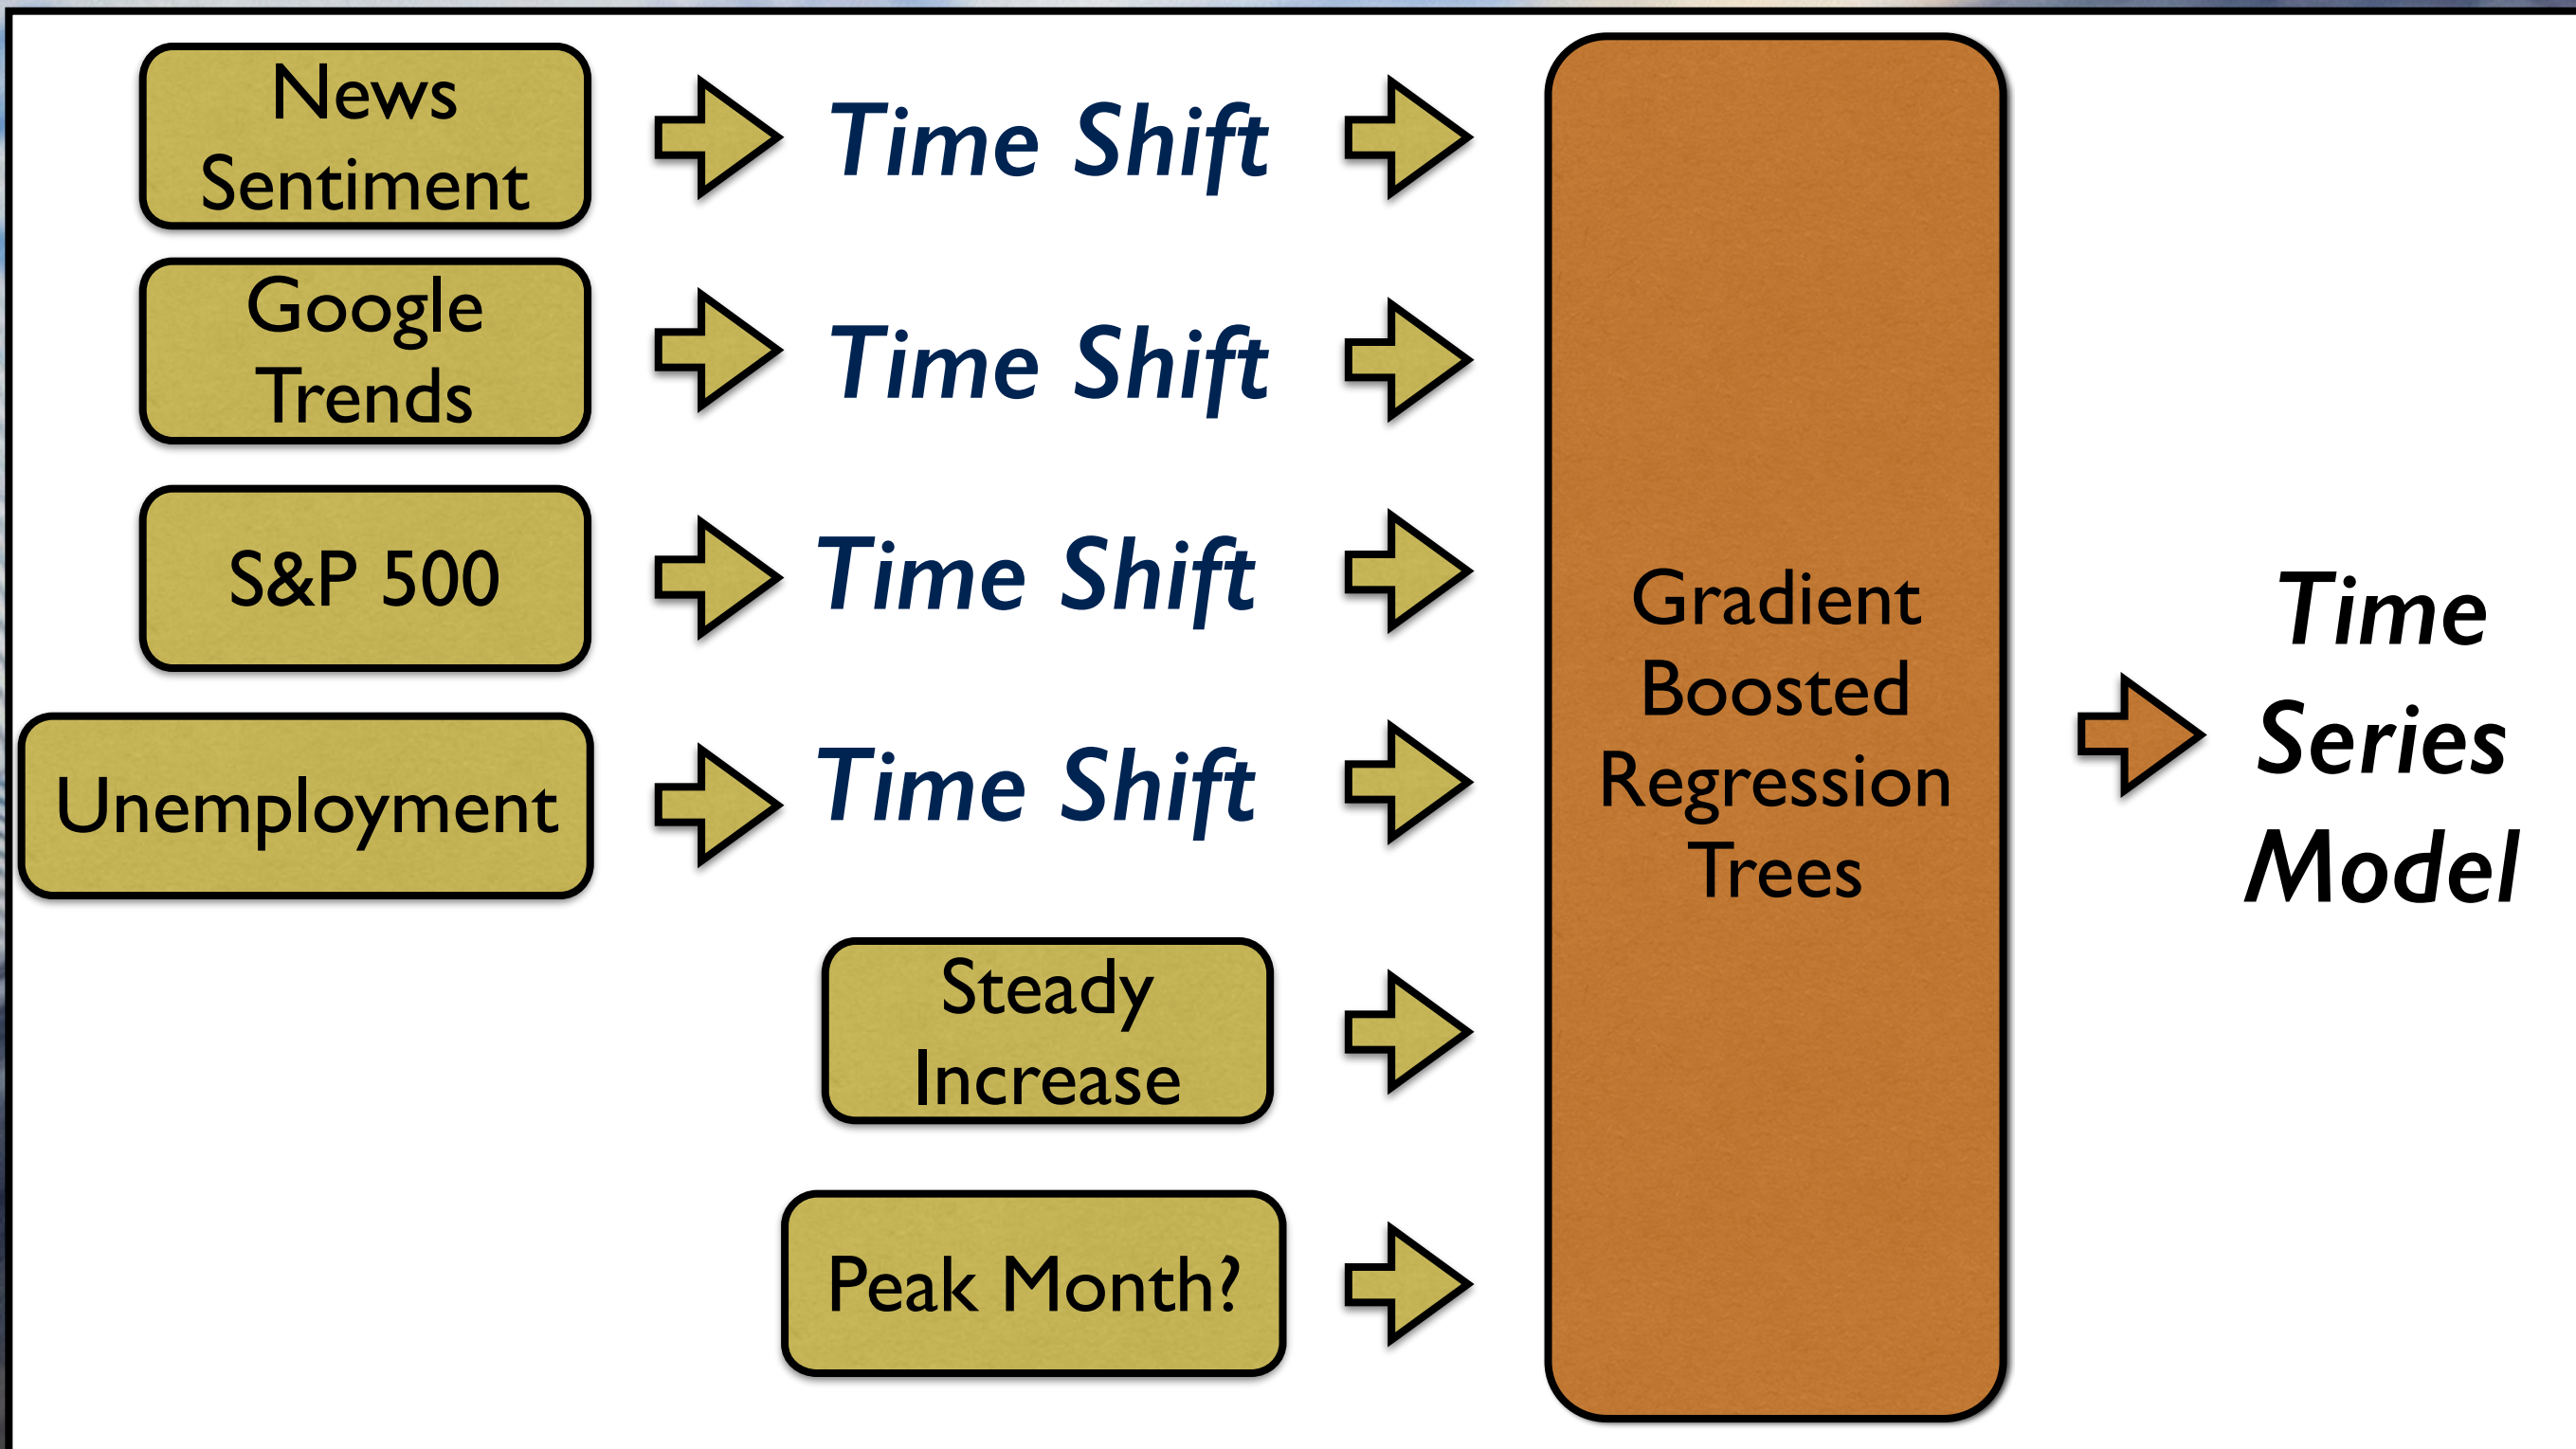 News
Sentiment
Time Shift
Google
Trends
Time Shift
S&P 500
Time Shift
Unemployment
Time Shift
Steady
Increase
Peak Month?
Gradient
Boosted
Regression
Trees
Time
Series
Model